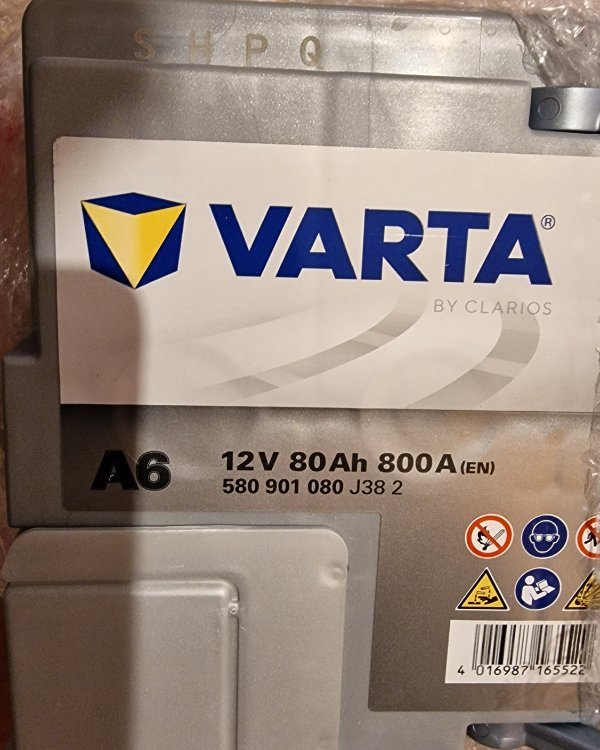 SHPQ
VARTA®
BY CLARIOS
A6
12V 80Ah 800A (EN)
580 901 080 J38 2
4 016987 165522